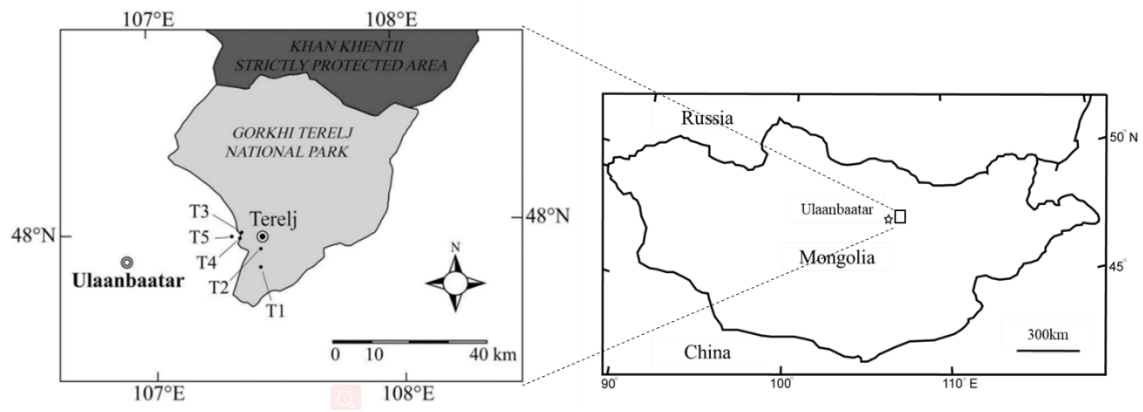 107°E
108°E
KHAN KHENTII
STRICTLY PROTECTED AREA
GORKHI TERELJ
NATIONAL PARK
T3
Terelj
48°N
T5
48°N
T4
Ulaanbaatar
T2
T1
N
0 10 40 km
107°E
108°E
Russia
50°N
Ulaanbaatar
Mongolia
45°
300km
China
90°
100°
110°E